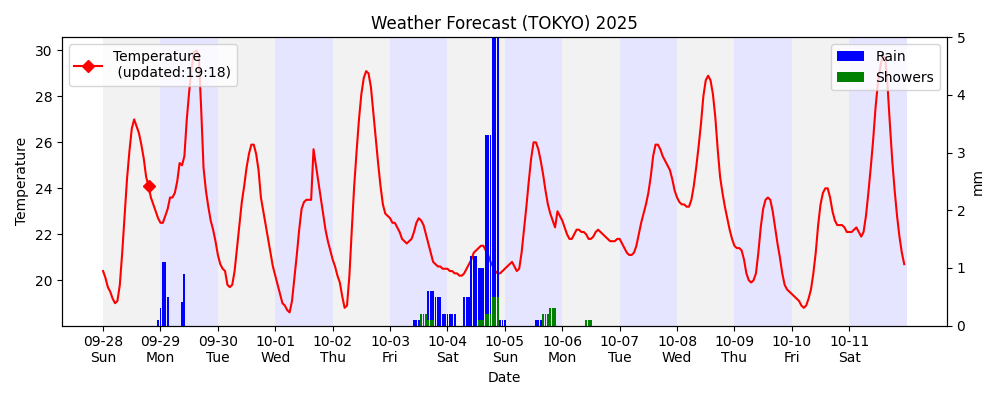 Weather Forecast (TOKYO) 2025
Temperature
(updated:19:18)
Rain
Showers
Temperature
30
28
26
24
22
20
5
4
3
2
1
0
mm
09-28 09-29 09-30 10-01 10-02 10-03 10-04 10-05 10-06 10-07 10-08 10-09 10-10 10-11
Sun Mon Tue Wed Thu Fri Sat Sun Mon Tue Wed Thu Fri Sat
Date